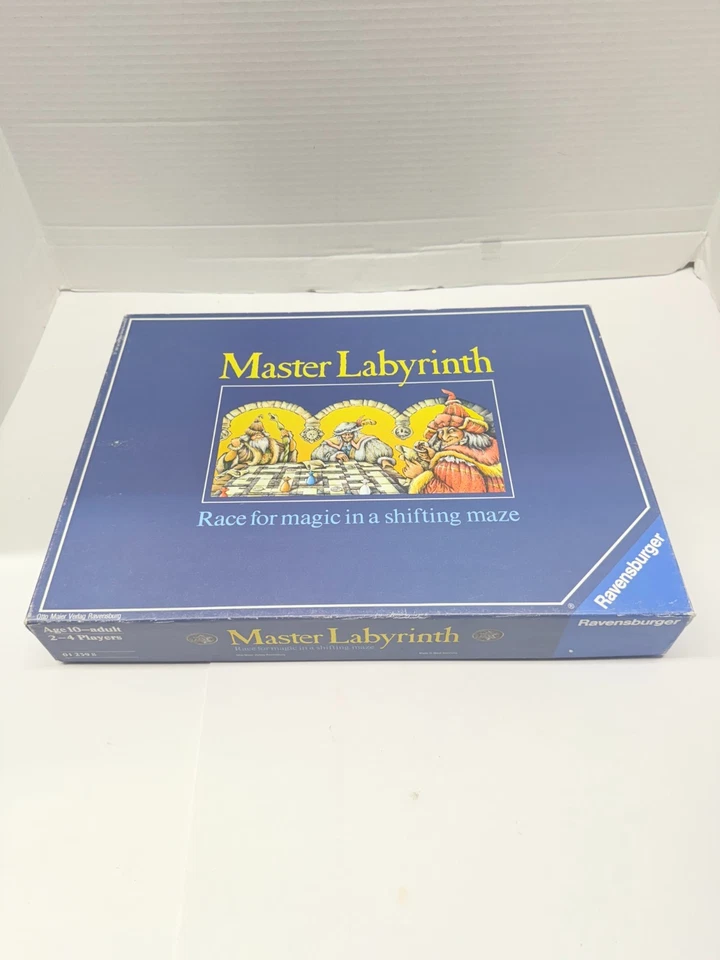 Master Labyrinth
Race for magic in a shifting maze
Ravensburger
®
Otto Maier Verlag Ravensburg
Age 10—adult
2–4 Players
Master Labyrinth
Race for magic in a shifting maze
Ravensburger